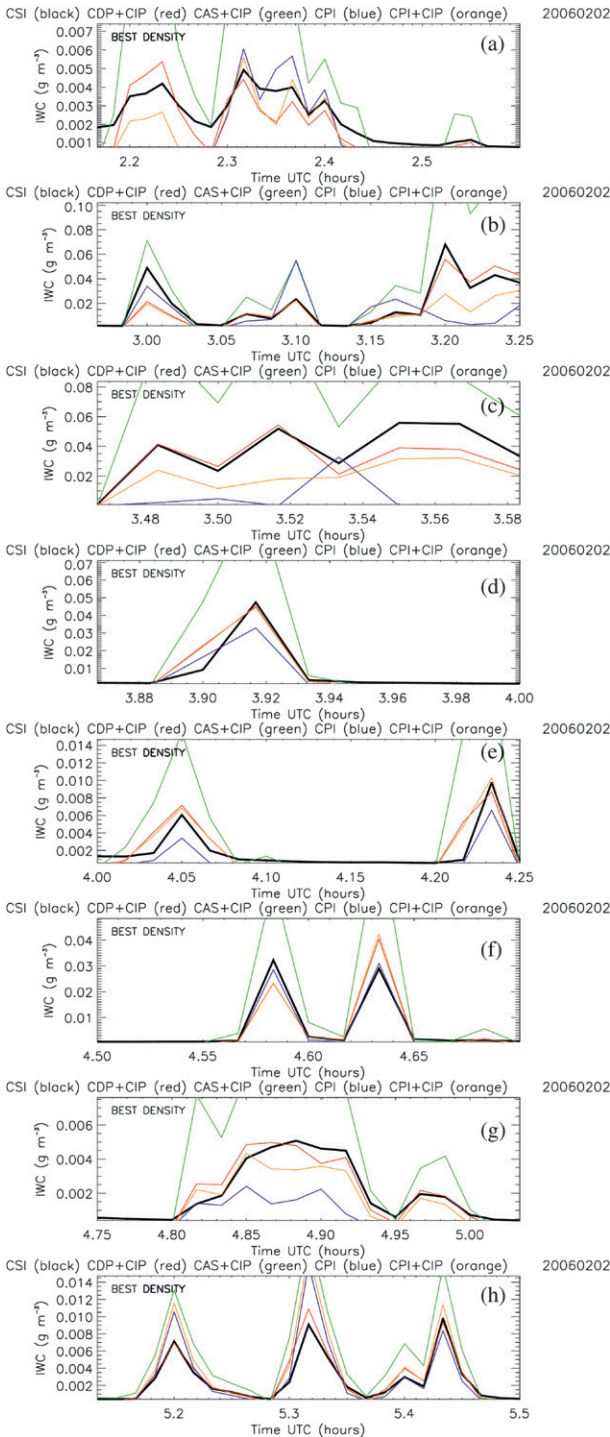 CSI (black) CDP+CIP (red) CAS+CIP (green) CPI (blue) CPI+CIP (orange) 20060202
BEST DENSITY
(a)
0.007
0.006
0.005
0.004
0.003
0.002
0.001
IWC (g m⁻³)
2.2 2.3 2.4 2.5
Time UTC (hours)
CSI (black) CDP+CIP (red) CAS+CIP (green) CPI (blue) CPI+CIP (orange) 20060202
BEST DENSITY
(b)
0.10
0.08
0.06
0.04
0.02
IWC (g m⁻³)
3.00 3.05 3.10 3.15 3.20 3.25
Time UTC (hours)
CSI (black) CDP+CIP (red) CAS+CIP (green) CPI (blue) CPI+CIP (orange) 20060202
BEST DENSITY
(c)
0.08
0.06
0.04
0.02
IWC (g m⁻³)
3.48 3.50 3.52 3.54 3.56 3.58
Time UTC (hours)
CSI (black) CDP+CIP (red) CAS+CIP (green) CPI (blue) CPI+CIP (orange) 20060202
BEST DENSITY
(d)
0.07
0.06
0.05
0.04
0.03
0.02
0.01
IWC (g m⁻³)
3.88 3.90 3.92 3.94 3.96 3.98 4.00
Time UTC (hours)
CSI (black) CDP+CIP (red) CAS+CIP (green) CPI (blue) CPI+CIP (orange) 20060202
BEST DENSITY
(e)
0.014
0.012
0.010
0.008
0.006
0.004
0.002
IWC (g m⁻³)
4.00 4.05 4.10 4.15 4.20 4.25
Time UTC (hours)
CSI (black) CDP+CIP (red) CAS+CIP (green) CPI (blue) CPI+CIP (orange) 20060202
BEST DENSITY
(f)
0.04
0.03
0.02
0.01
IWC (g m⁻³)
4.50 4.55 4.60 4.65
Time UTC (hours)
CSI (black) CDP+CIP (red) CAS+CIP (green) CPI (blue) CPI+CIP (orange) 20060202
BEST DENSITY
(g)
0.006
0.004
0.002
IWC (g m⁻³)
4.75 4.80 4.85 4.90 4.95 5.00
Time UTC (hours)
CSI (black) CDP+CIP (red) CAS+CIP (green) CPI (blue) CPI+CIP (orange) 20060202
BEST DENSITY
(h)
0.014
0.012
0.010
0.008
0.006
0.004
0.002
IWC (g m⁻³)
5.2 5.3 5.4 5.5
Time UTC (hours)